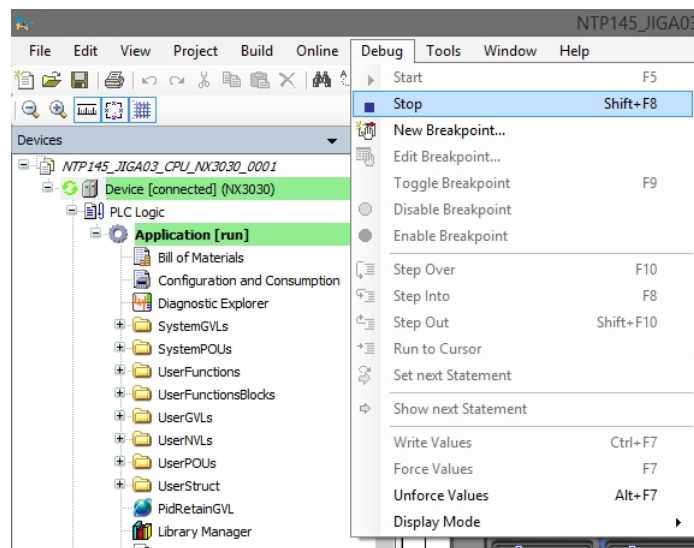 NTP145_JIGA03
File Edit View Project Build Online Debug Tools Window Help
Devices
NTP145_JIGA03_CPU_NX3030_0001
Device [connected] (NX3030)
PLC Logic
Application [run]
Bill of Materials
Configuration and Consumption
Diagnostic Explorer
SystemGVLs
SystemPOUs
UserFunctions
UserFunctionsBlocks
UserGVLs
UserNVLs
UserPOUs
UserStruct
PidRetainGVL
Library Manager
Start F5
Stop Shift+F8
New Breakpoint...
Edit Breakpoint...
Toggle Breakpoint F9
Disable Breakpoint
Enable Breakpoint
Step Over F10
Step Into F8
Step Out Shift+F10
Run to Cursor
Set next Statement
Show next Statement
Write Values Ctrl+F7
Force Values F7
Unforce Values Alt+F7
Display Mode